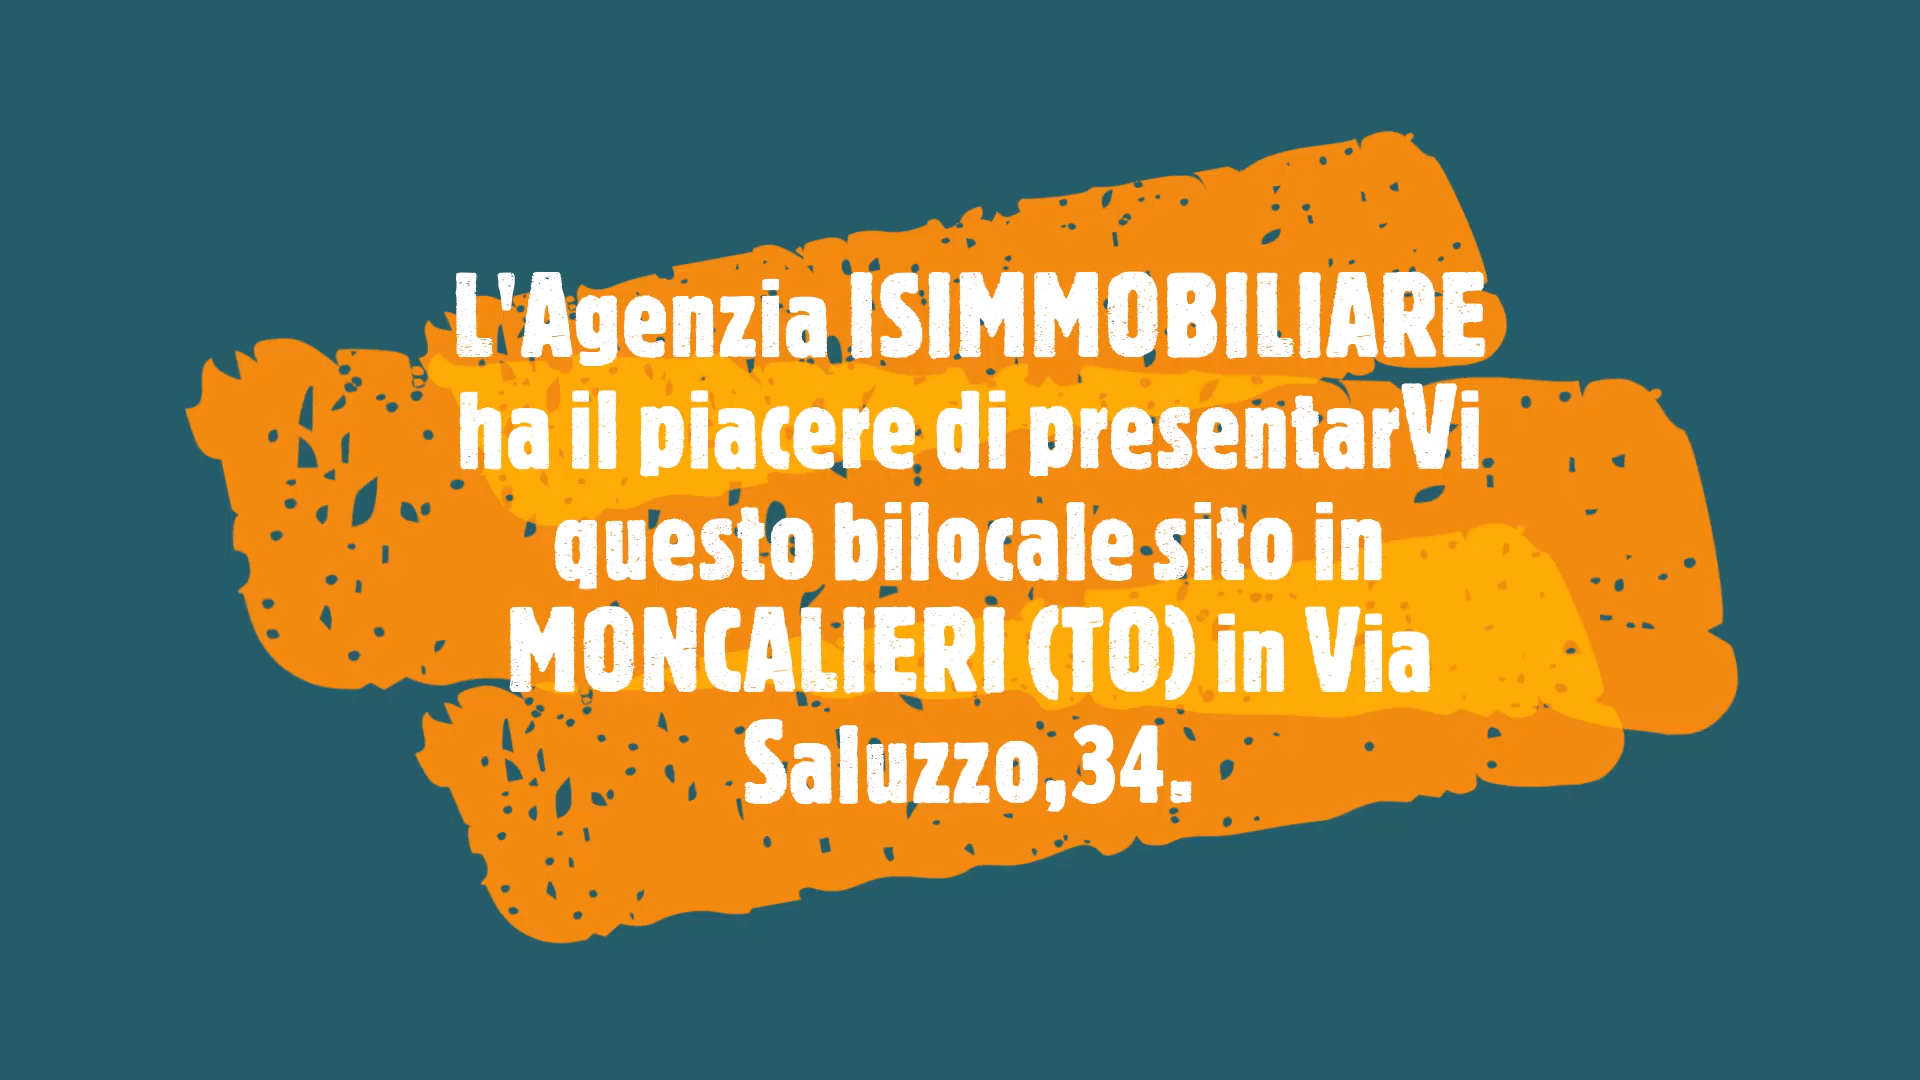 L'Agenzia ISIMMOBILIARE
ha il piacere di presentarVi
questo bilocale sito in
MONCALIERI (TO) in Via
Saluzzo,34.